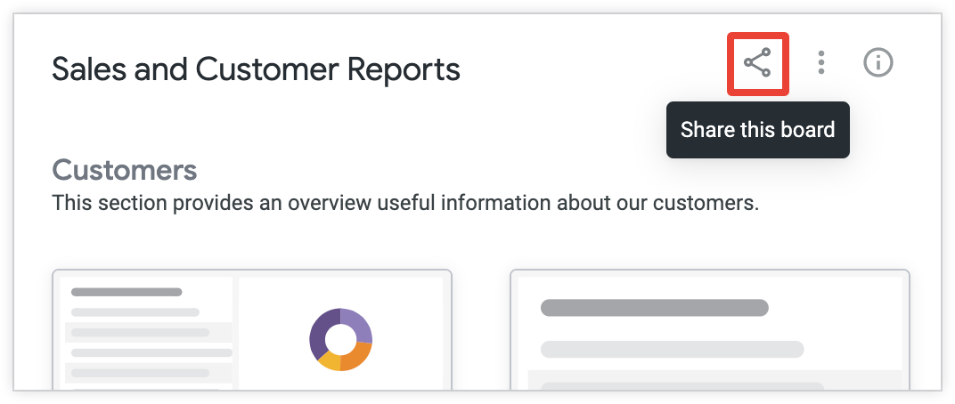 Sales and Customer Reports
Share this board
Customers
This section provides an overview useful information about our customers.